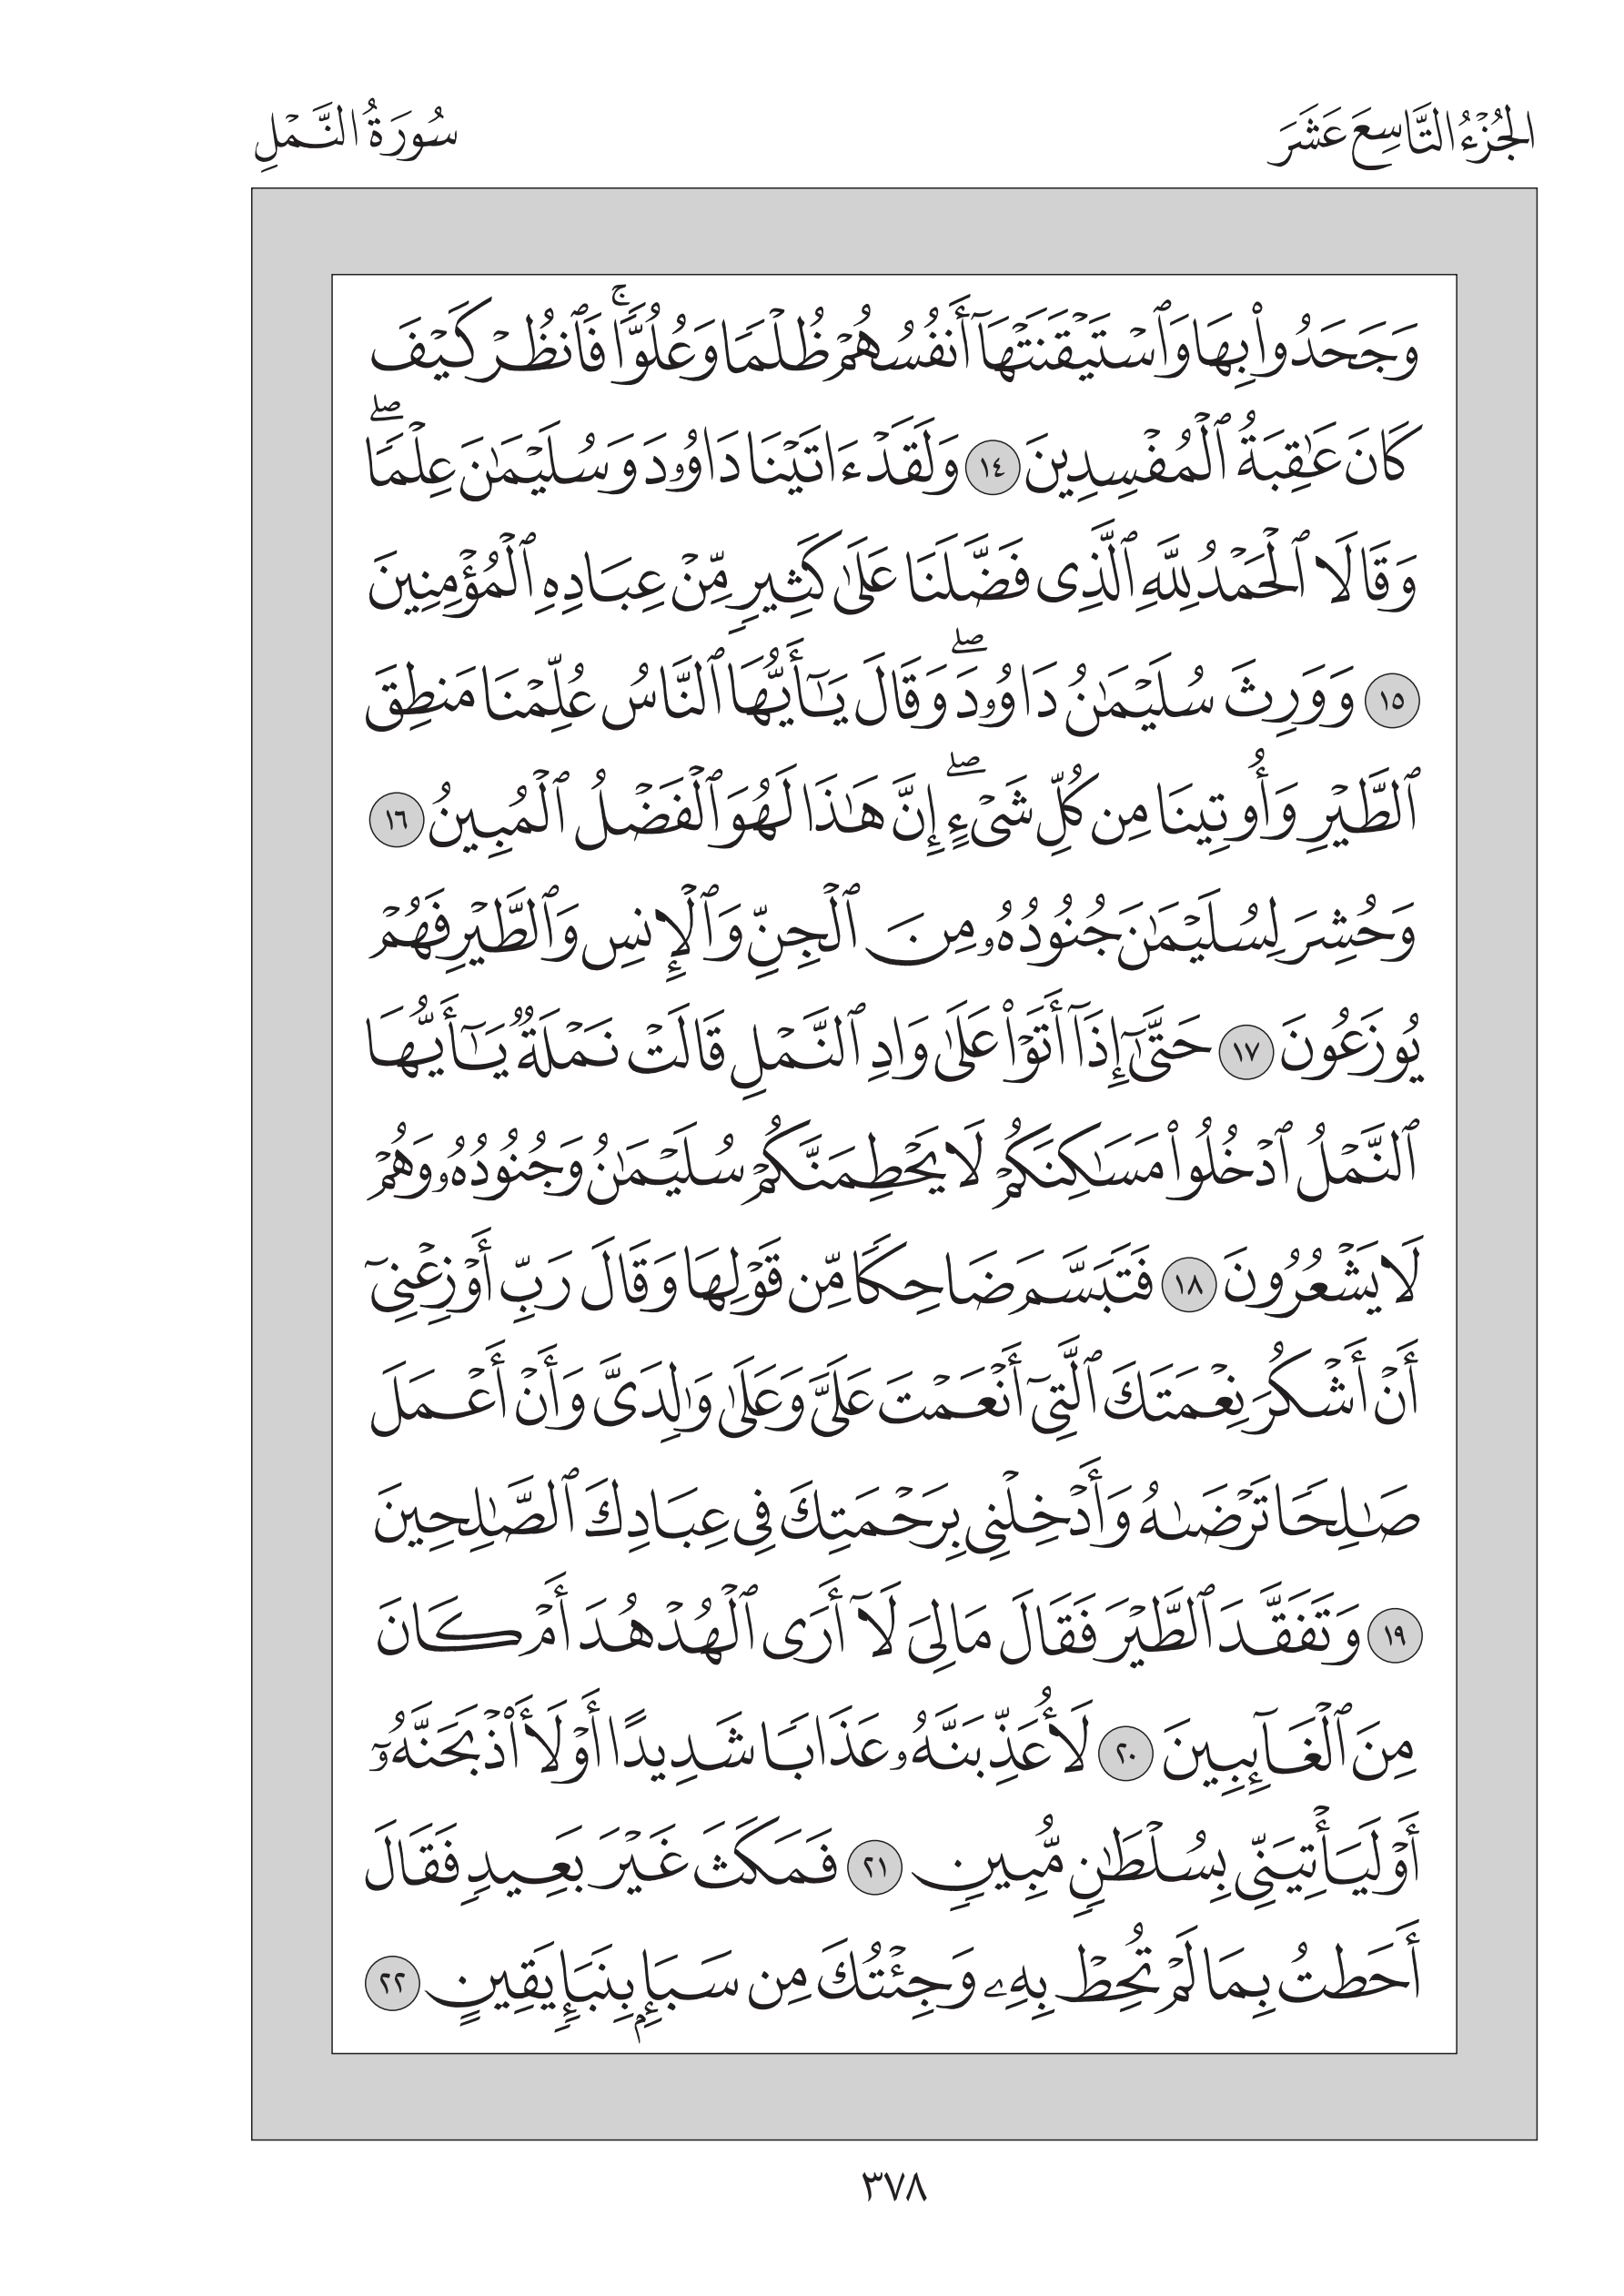 الجُزْءُ التَّاسِعَ عَشَرَ
سُورَةُ النَّمْلِ
وَجَحَدُوا۟ بِهَا وَٱسْتَيْقَنَتْهَآ أَنفُسُهُمْ ظُلْمًا وَعُلُوًّا ۚ فَٱنظُرْ كَيْفَ
كَانَ عَٰقِبَةُ ٱلْمُفْسِدِينَ ١٤ وَلَقَدْ ءَاتَيْنَا دَاوُۥدَ وَسُلَيْمَٰنَ عِلْمًا ۖ
وَقَالَا ٱلْحَمْدُ لِلَّهِ ٱلَّذِى فَضَّلَنَا عَلَىٰ كَثِيرٍ مِّنْ عِبَادِهِ ٱلْمُؤْمِنِينَ
١٥ وَوَرِثَ سُلَيْمَٰنُ دَاوُۥدَ ۖ وَقَالَ يَٰٓأَيُّهَا ٱلنَّاسُ عُلِّمْنَا مَنطِقَ
ٱلطَّيْرِ وَأُوتِينَا مِن كُلِّ شَىْءٍ ۖ إِنَّ هَٰذَا لَهُوَ ٱلْفَضْلُ ٱلْمُبِينُ ١٦
وَحُشِرَ لِسُلَيْمَٰنَ جُنُودُهُۥ مِنَ ٱلْجِنِّ وَٱلْإِنسِ وَٱلطَّيْرِ فَهُمْ
يُوزَعُونَ ١٧ حَتَّىٰٓ إِذَآ أَتَوْا۟ عَلَىٰ وَادِ ٱلنَّمْلِ قَالَتْ نَمْلَةٌ يَٰٓأَيُّهَا
ٱلنَّمْلُ ٱدْخُلُوا۟ مَسَٰكِنَكُمْ لَا يَحْطِمَنَّكُمْ سُلَيْمَٰنُ وَجُنُودُهُۥ وَهُمْ
لَا يَشْعُرُونَ ١٨ فَتَبَسَّمَ ضَاحِكًا مِّن قَوْلِهَا وَقَالَ رَبِّ أَوْزِعْنِىٓ
أَنْ أَشْكُرَ نِعْمَتَكَ ٱلَّتِىٓ أَنْعَمْتَ عَلَىَّ وَعَلَىٰ وَٰلِدَىَّ وَأَنْ أَعْمَلَ
صَٰلِحًا تَرْضَىٰهُ وَأَدْخِلْنِى بِرَحْمَتِكَ فِى عِبَادِكَ ٱلصَّٰلِحِينَ
١٩ وَتَفَقَّدَ ٱلطَّيْرَ فَقَالَ مَالِىَ لَآ أَرَى ٱلْهُدْهُدَ أَمْ كَانَ
مِنَ ٱلْغَآئِبِينَ ٢٠ لَأُعَذِّبَنَّهُۥ عَذَابًا شَدِيدًا أَوْ لَأَا۟ذْبَحَنَّهُۥٓ
أَوْ لَيَأْتِيَنِّى بِسُلْطَٰنٍ مُّبِينٍ ٢١ فَمَكَثَ غَيْرَ بَعِيدٍ فَقَالَ
أَحَطتُ بِمَا لَمْ تُحِطْ بِهِۦ وَجِئْتُكَ مِن سَبَإٍۭ بِنَبَإٍ يَقِينٍ ٢٢
٣٧٨